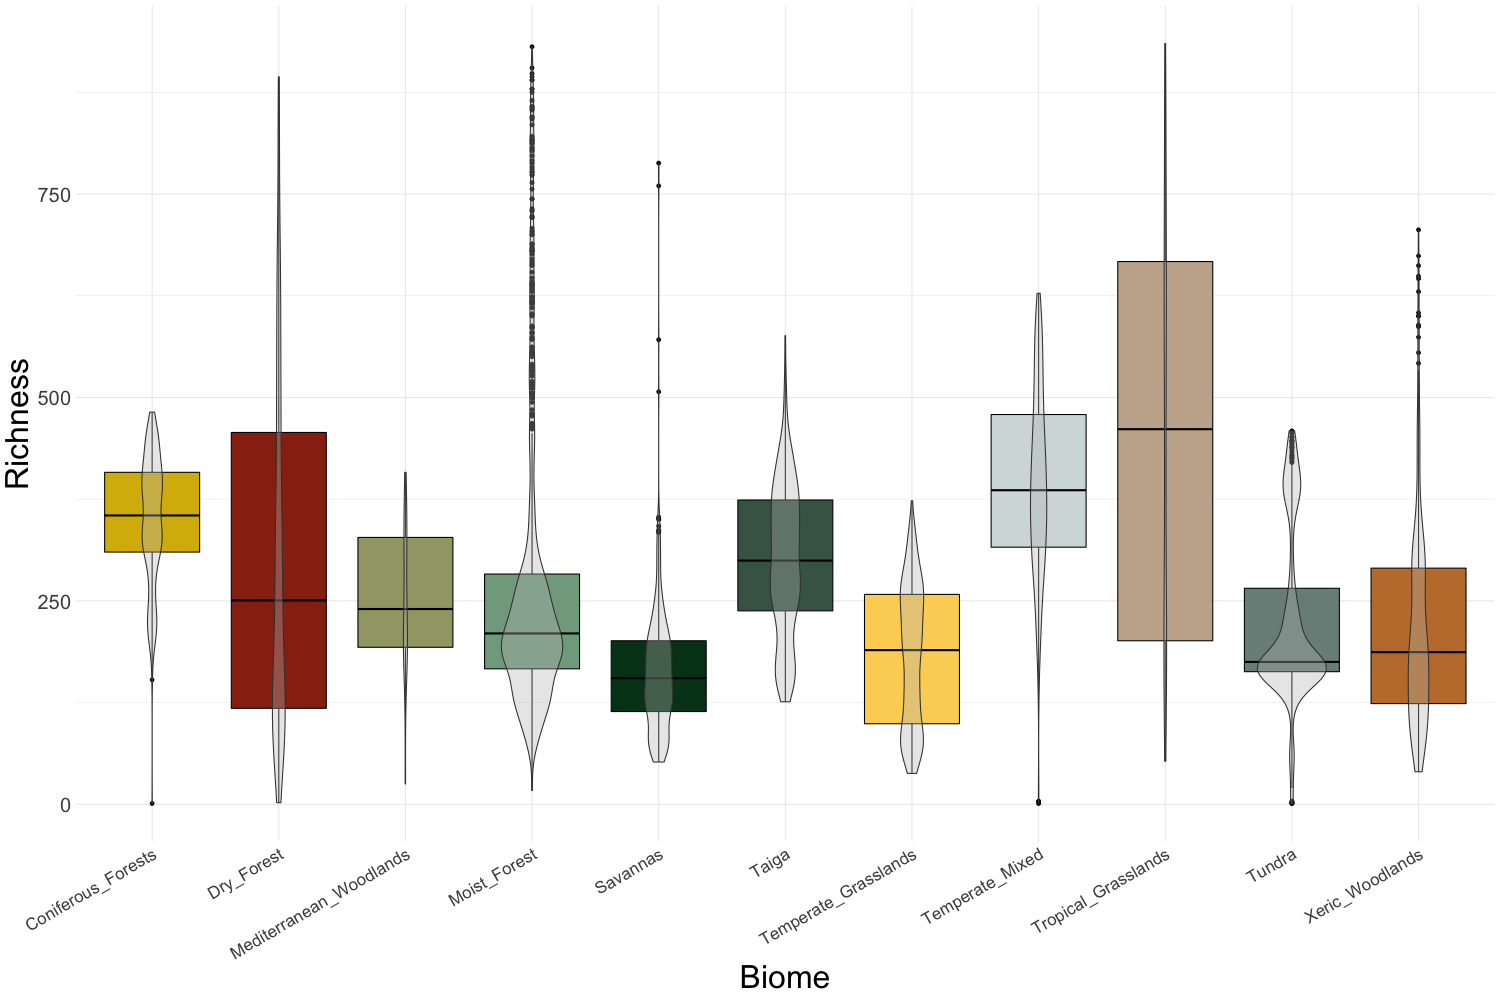 Richness
750
500
250
0
Coniferous_Forests
Dry_Forest
Mediterranean_Woodlands
Moist_Forest
Savannas
Taiga
Temperate_Grasslands
Temperate_Mixed
Tropical_Grasslands
Tundra
Xeric_Woodlands
Biome